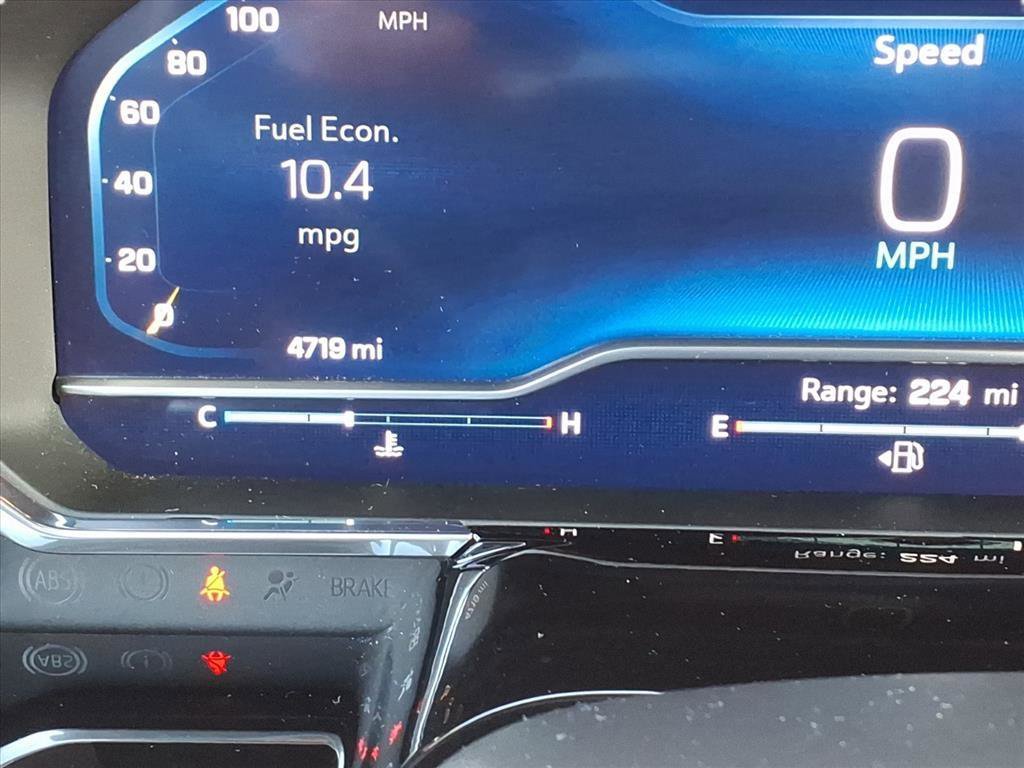 100
MPH
80
60
40
20
0
Fuel Econ.
10.4
mpg
4719 mi
Speed
0
MPH
Range: 224 mi
C
H
E
ABS
BRAKE